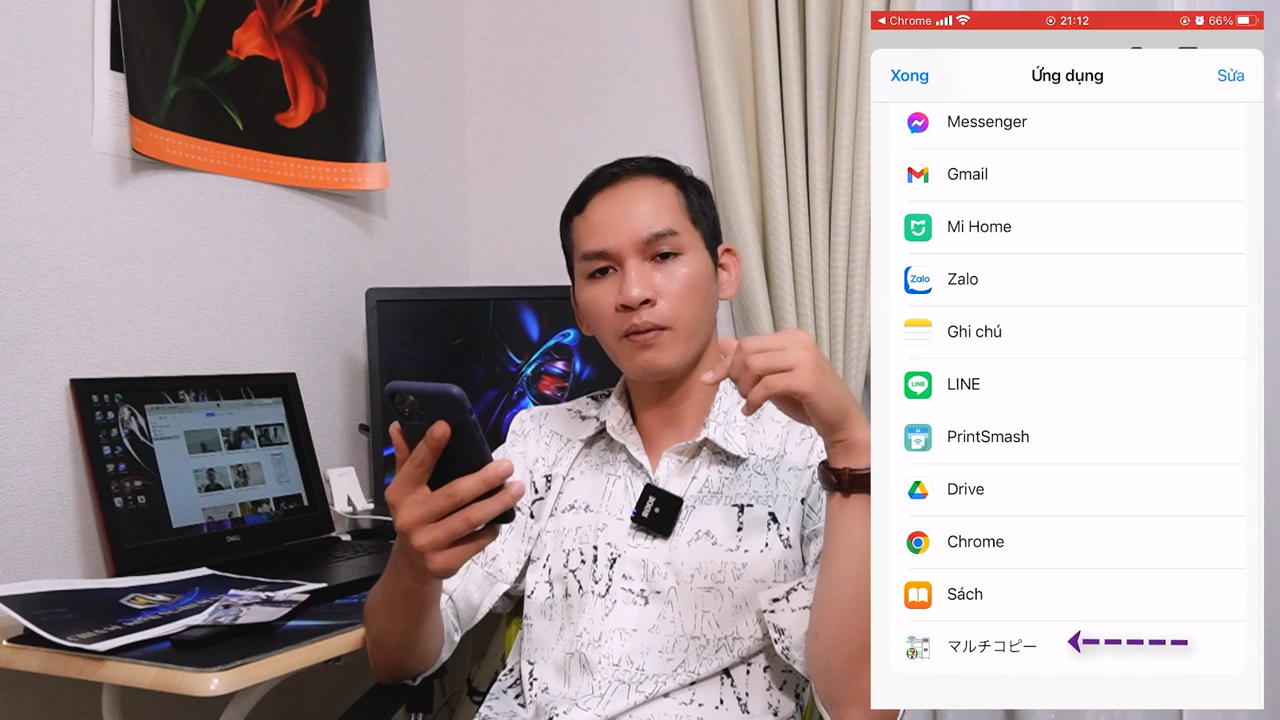 Chrome 21:12 66%
Xong Ứng dụng Sửa
Messenger
Gmail
Mi Home
Zalo
Ghi chú
LINE
PrintSmash
Drive
Chrome
Sách
マルチコピー
DELL